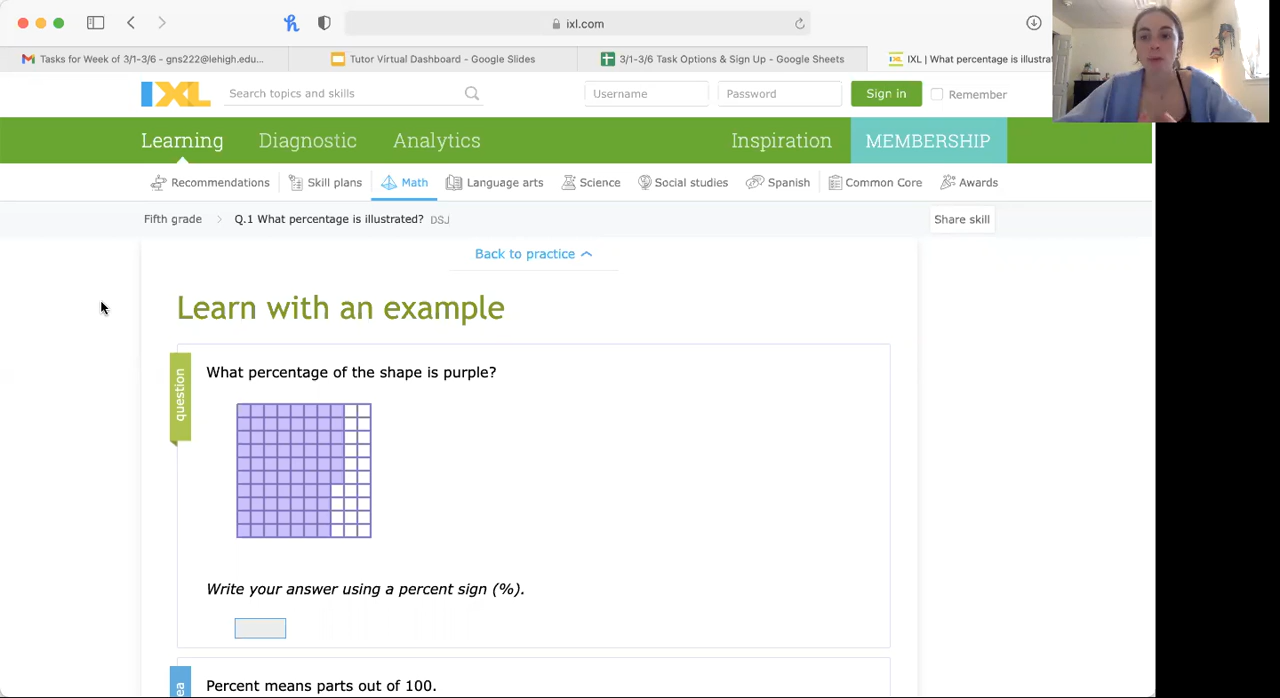 ixl.com
Tasks for Week of 3/1-3/6 - gns222@lehigh.edu...
Tutor Virtual Dashboard - Google Slides
3/1-3/6 Task Options & Sign Up - Google Sheets
IXL | What percentage is illustrat
IXL
Search topics and skills
Username
Password
Sign in
Remember
Learning
Diagnostic
Analytics
Inspiration
MEMBERSHIP
Recommendations
Skill plans
Math
Language arts
Science
Social studies
Spanish
Common Core
Awards
Fifth grade
Q.1 What percentage is illustrated? DSJ
Share skill
Back to practice
Learn with an example
question
What percentage of the shape is purple?
Write your answer using a percent sign (%).
Percent means parts out of 100.